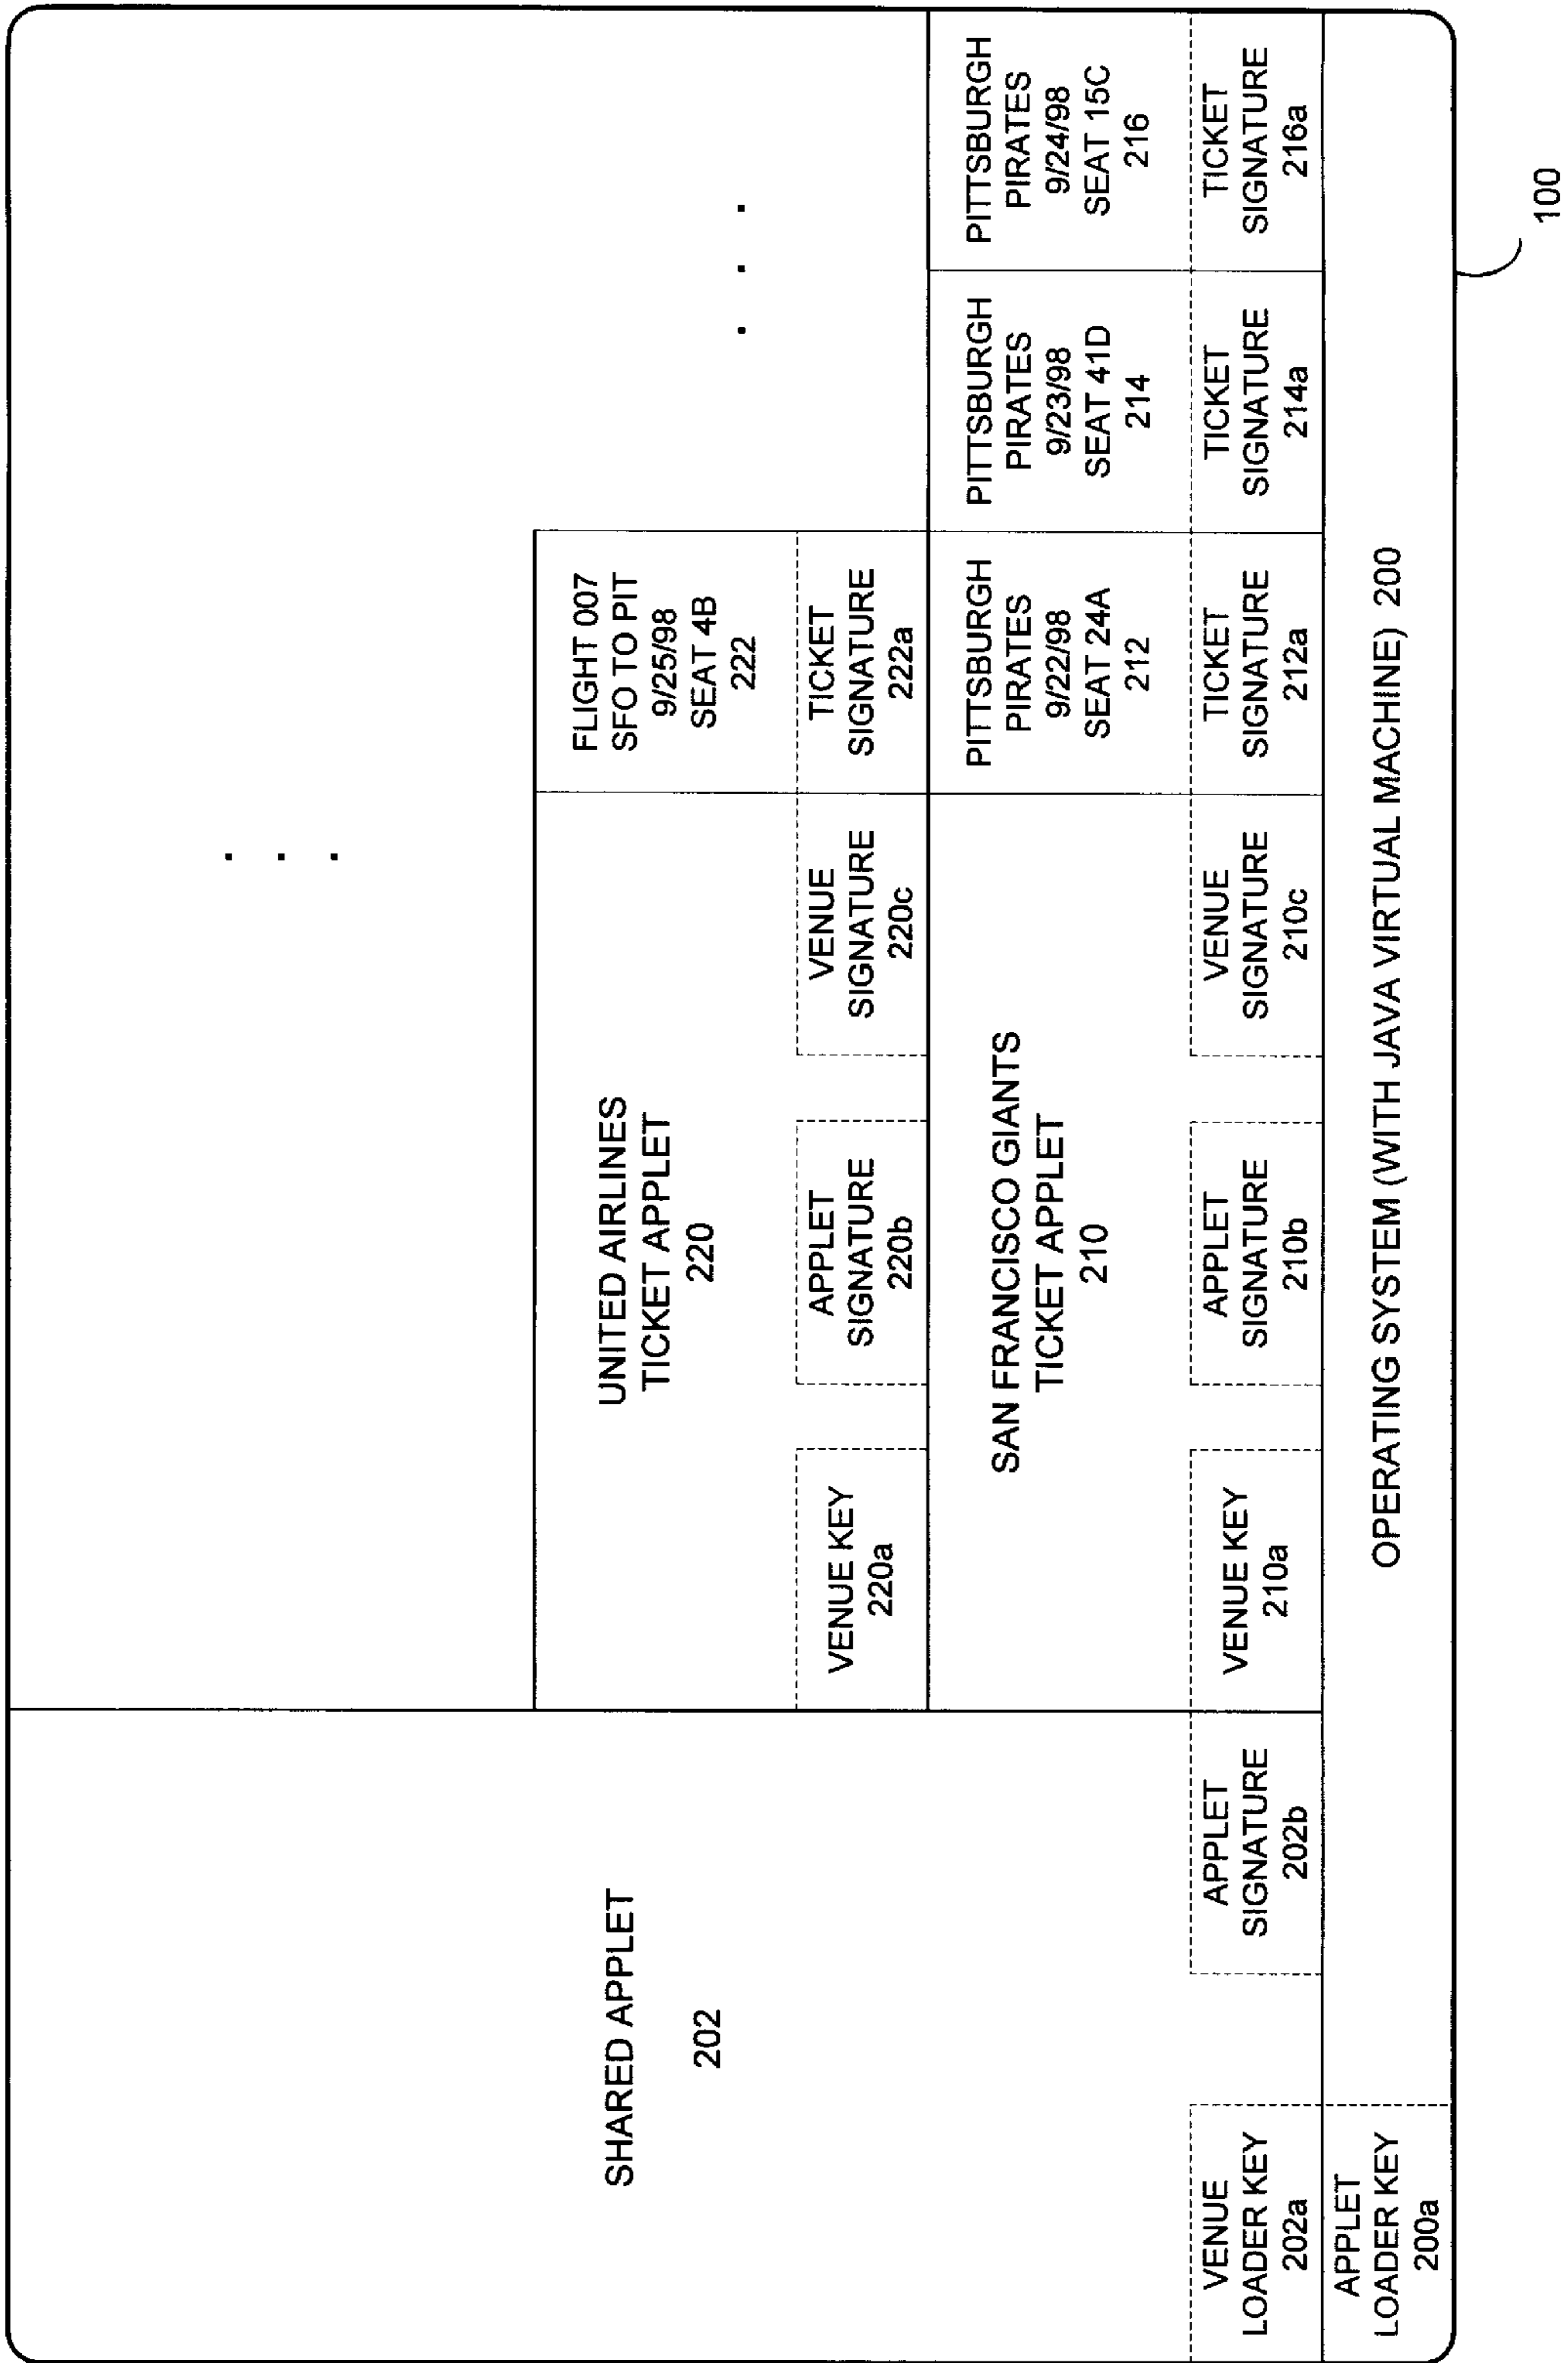 SHARED APPLET
202
VENUE
LOADER KEY
202a
APPLET
SIGNATURE
202b
UNITED AIRLINES
TICKET APPLET
220
VENUE KEY
220a
APPLET
SIGNATURE
220b
VENUE
SIGNATURE
220c
FLIGHT 007
SFO TO PIT
9/25/98
SEAT 4B
222
TICKET
SIGNATURE
222a
. . .
. . .
SAN FRANCISCO GIANTS
TICKET APPLET
210
VENUE KEY
210a
APPLET
SIGNATURE
210b
VENUE
SIGNATURE
210c
PITTSBURGH
PIRATES
9/22/98
SEAT 24A
212
TICKET
SIGNATURE
212a
PITTSBURGH
PIRATES
9/23/98
SEAT 41D
214
TICKET
SIGNATURE
214a
PITTSBURGH
PIRATES
9/24/98
SEAT 15C
216
TICKET
SIGNATURE
216a
APPLET
LOADER KEY
200a
OPERATING SYSTEM (WITH JAVA VIRTUAL MACHINE) 200
100